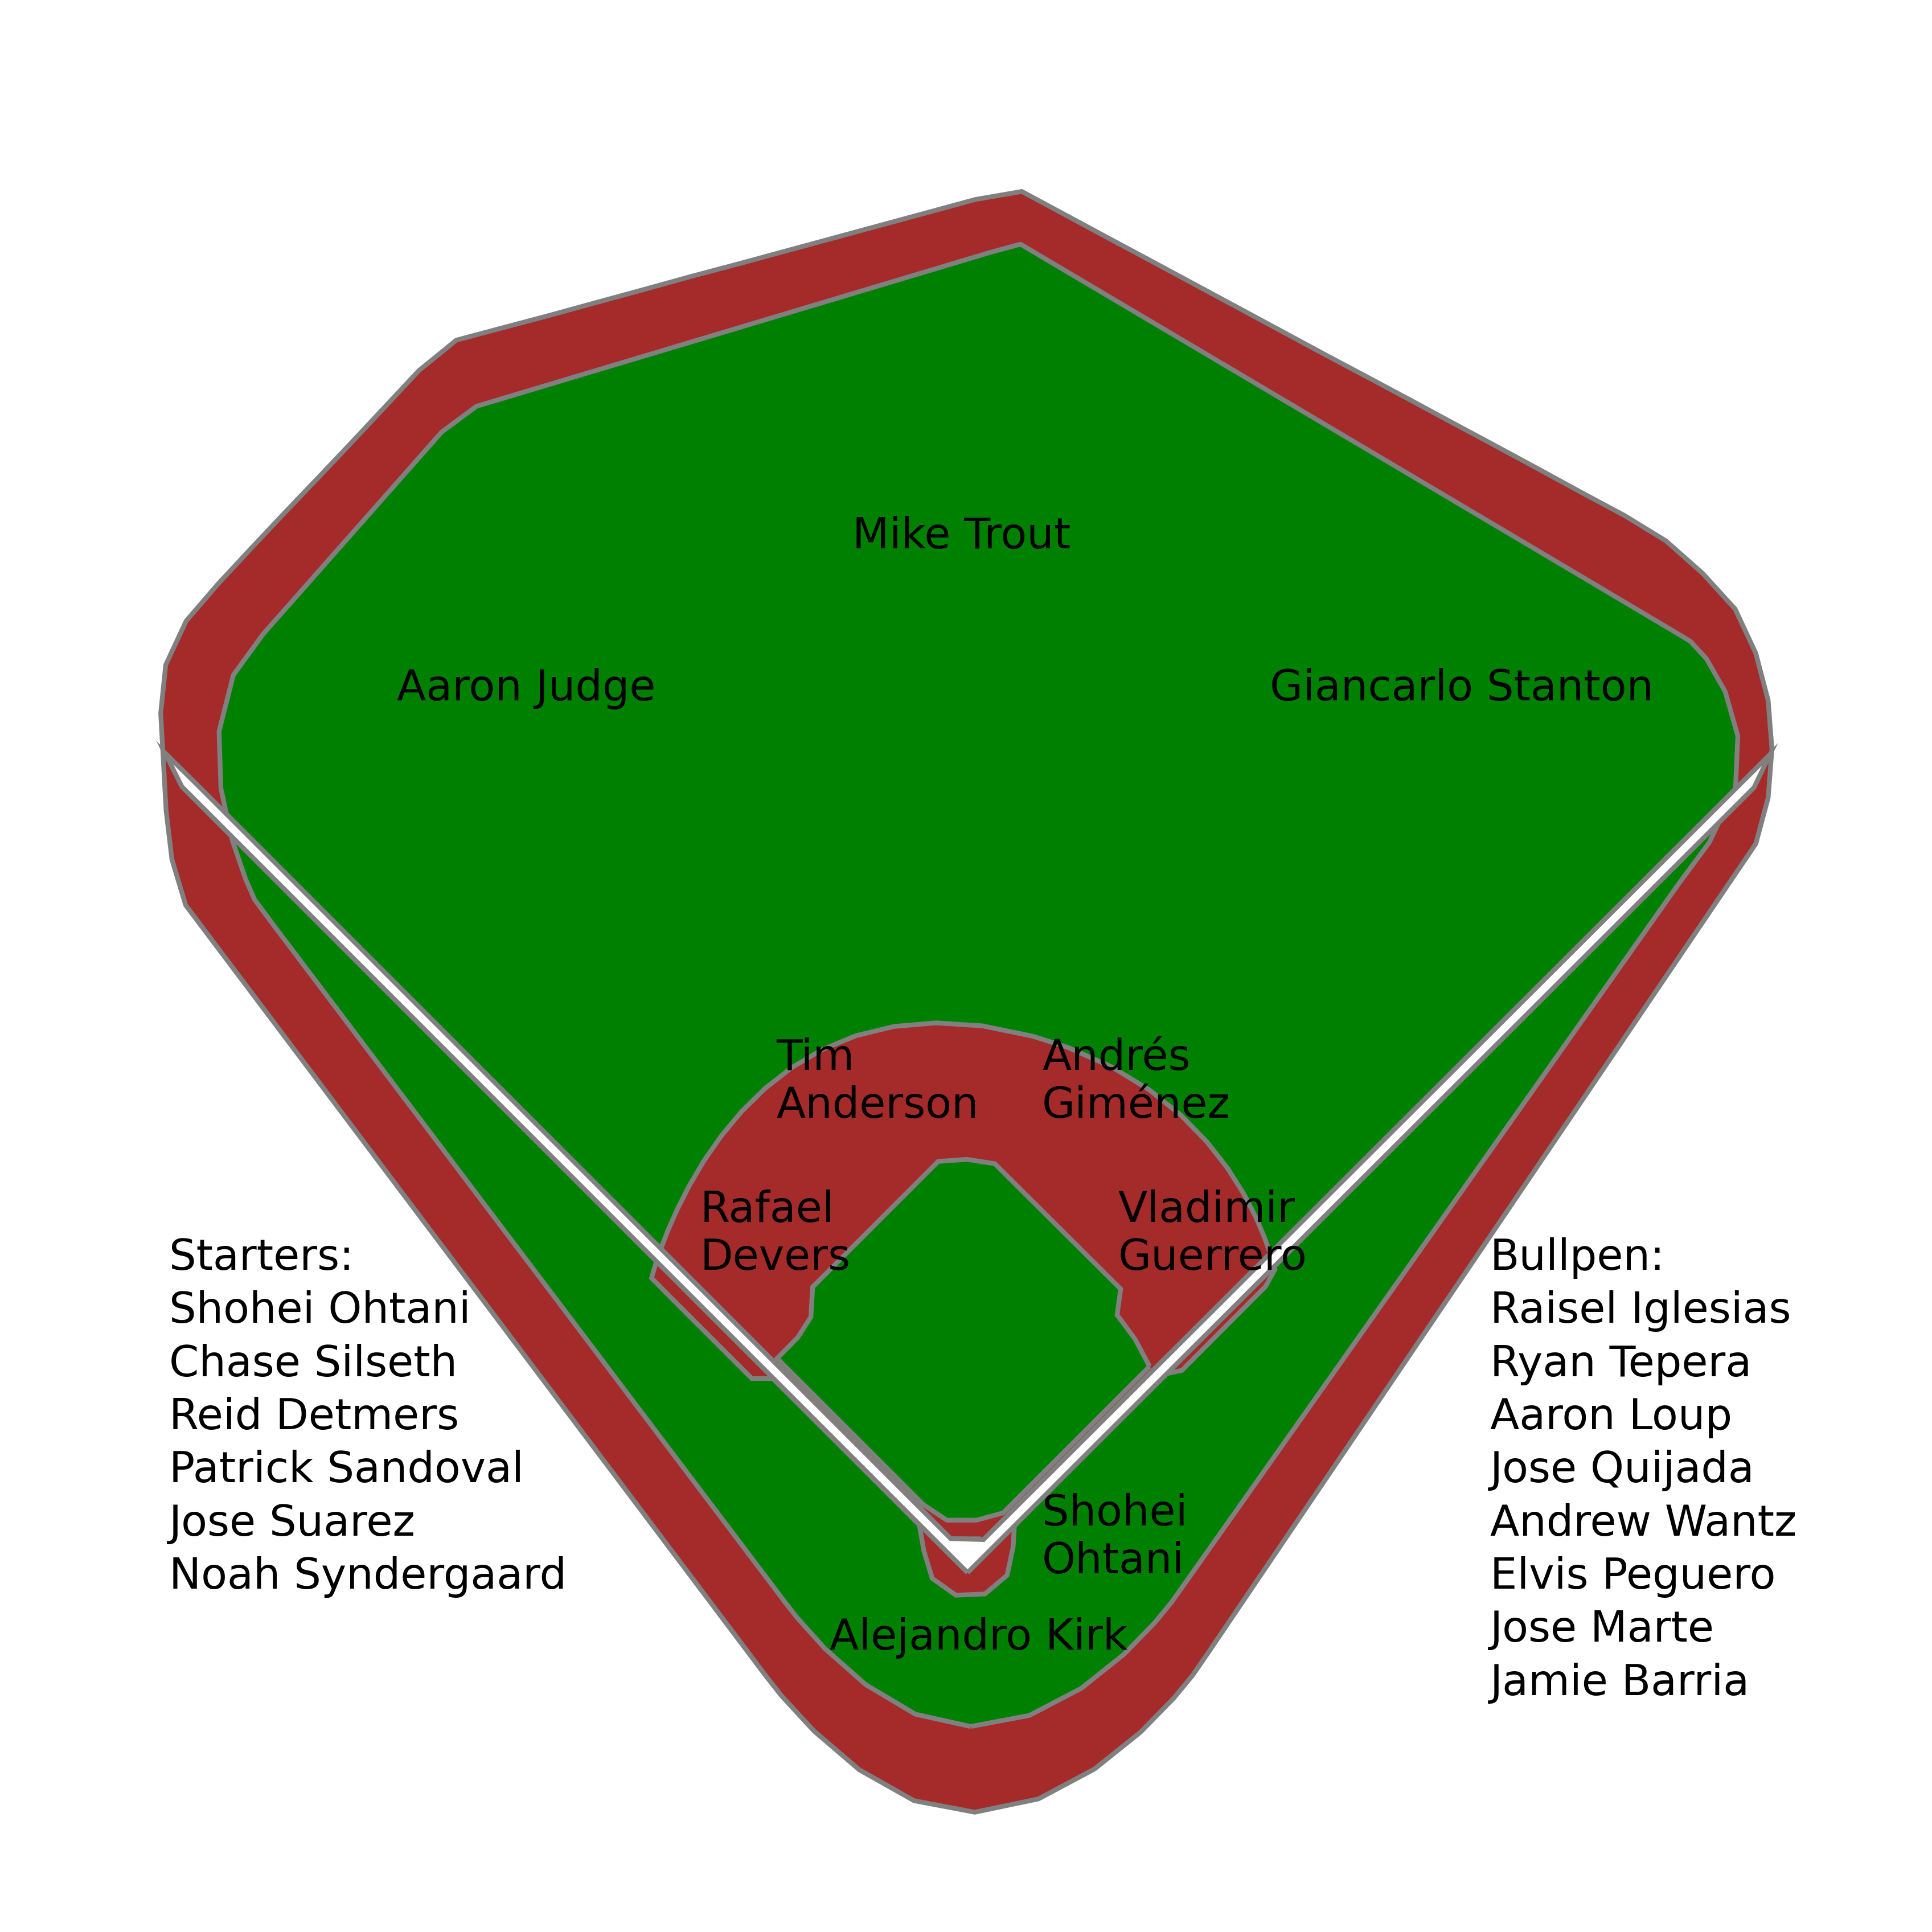 Mike Trout
Aaron Judge
Giancarlo Stanton
Tim
Anderson
Andrés
Giménez
Rafael
Devers
Vladimir
Guerrero
Starters:
Shohei Ohtani
Chase Silseth
Reid Detmers
Patrick Sandoval
Jose Suarez
Noah Syndergaard
Bullpen:
Raisel Iglesias
Ryan Tepera
Aaron Loup
Jose Quijada
Andrew Wantz
Elvis Peguero
Jose Marte
Jamie Barria
Shohei
Ohtani
Alejandro Kirk